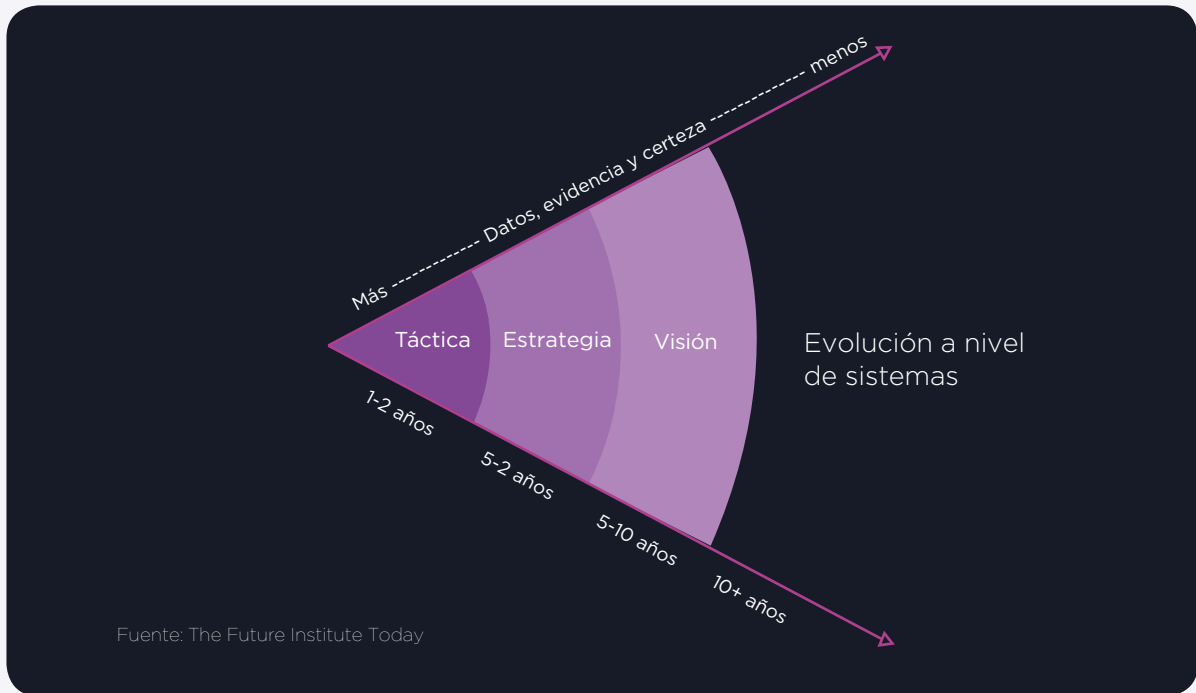 Más -------- Datos, evidencia y certeza -------- menos
Táctica
Estrategia
Visión
Evolución a nivel
de sistemas
1-2 años
5-2 años
5-10 años
10+ años
Fuente: The Future Institute Today